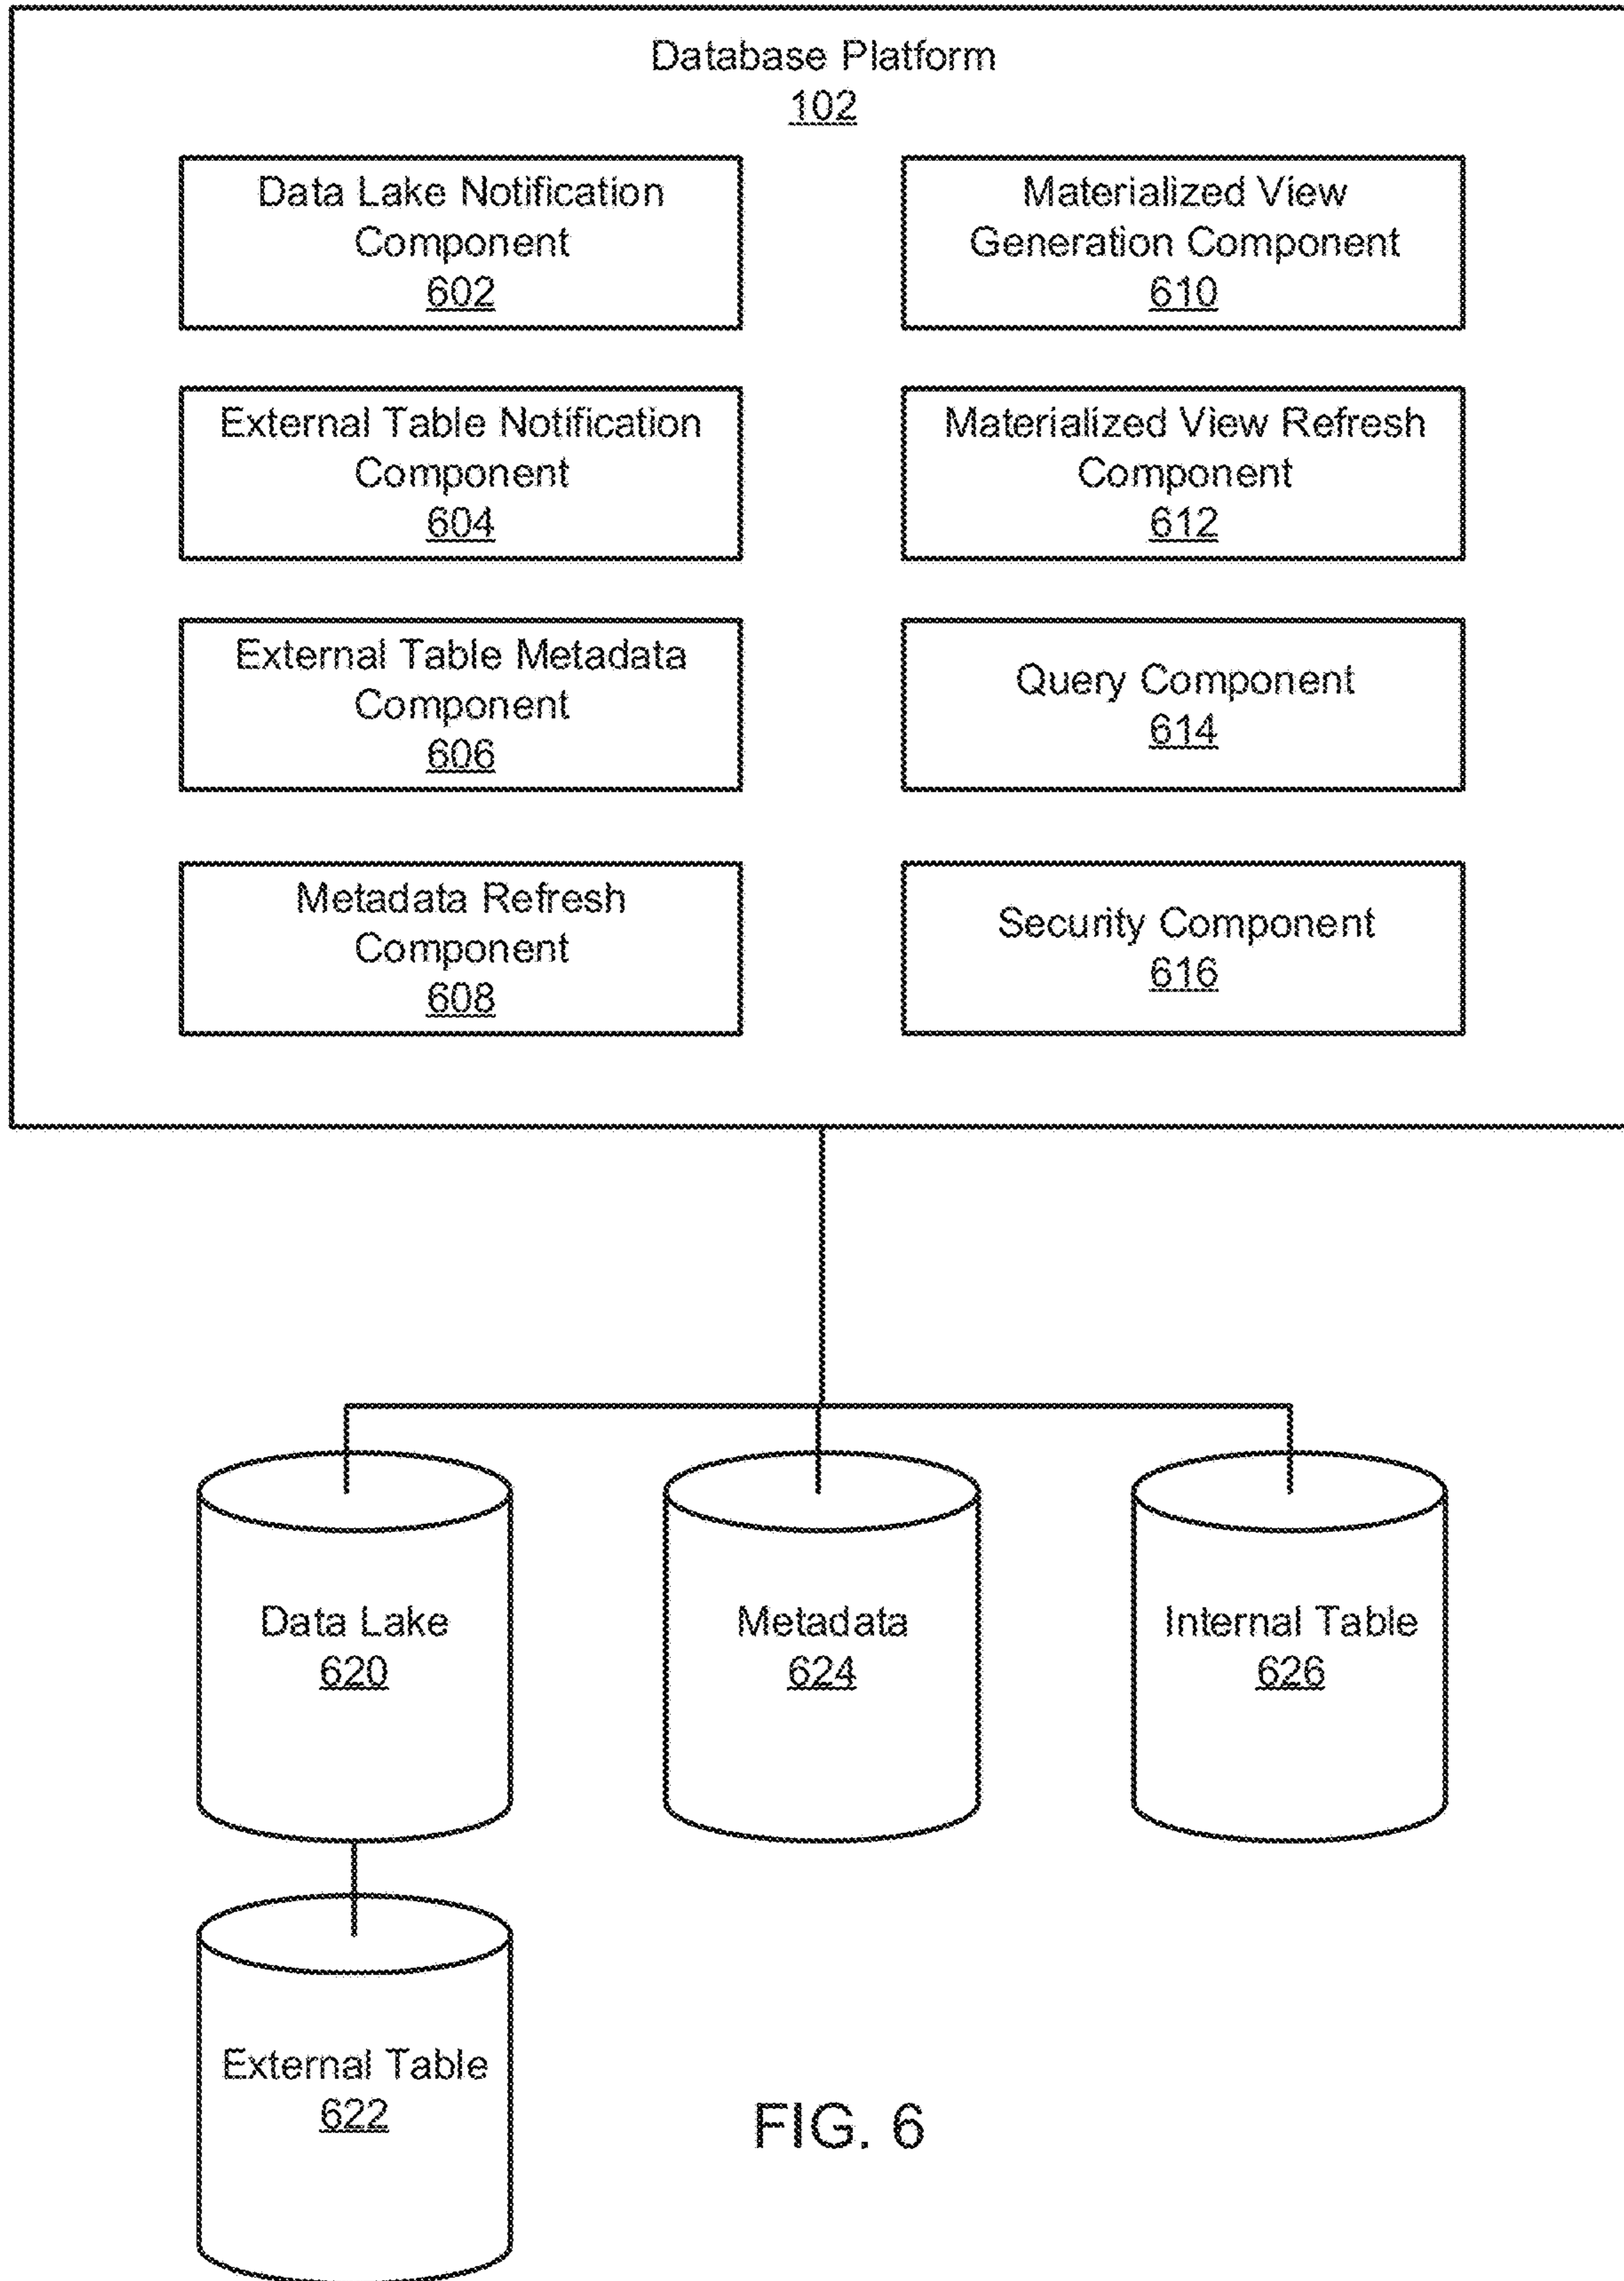 Database Platform
102
Data Lake Notification
Component
602
Materialized View
Generation Component
610
External Table Notification
Component
604
Materialized View Refresh
Component
612
External Table Metadata
Component
606
Query Component
614
Metadata Refresh
Component
608
Security Component
616
Data Lake
620
Metadata
624
Internal Table
626
External Table
622
FIG. 6